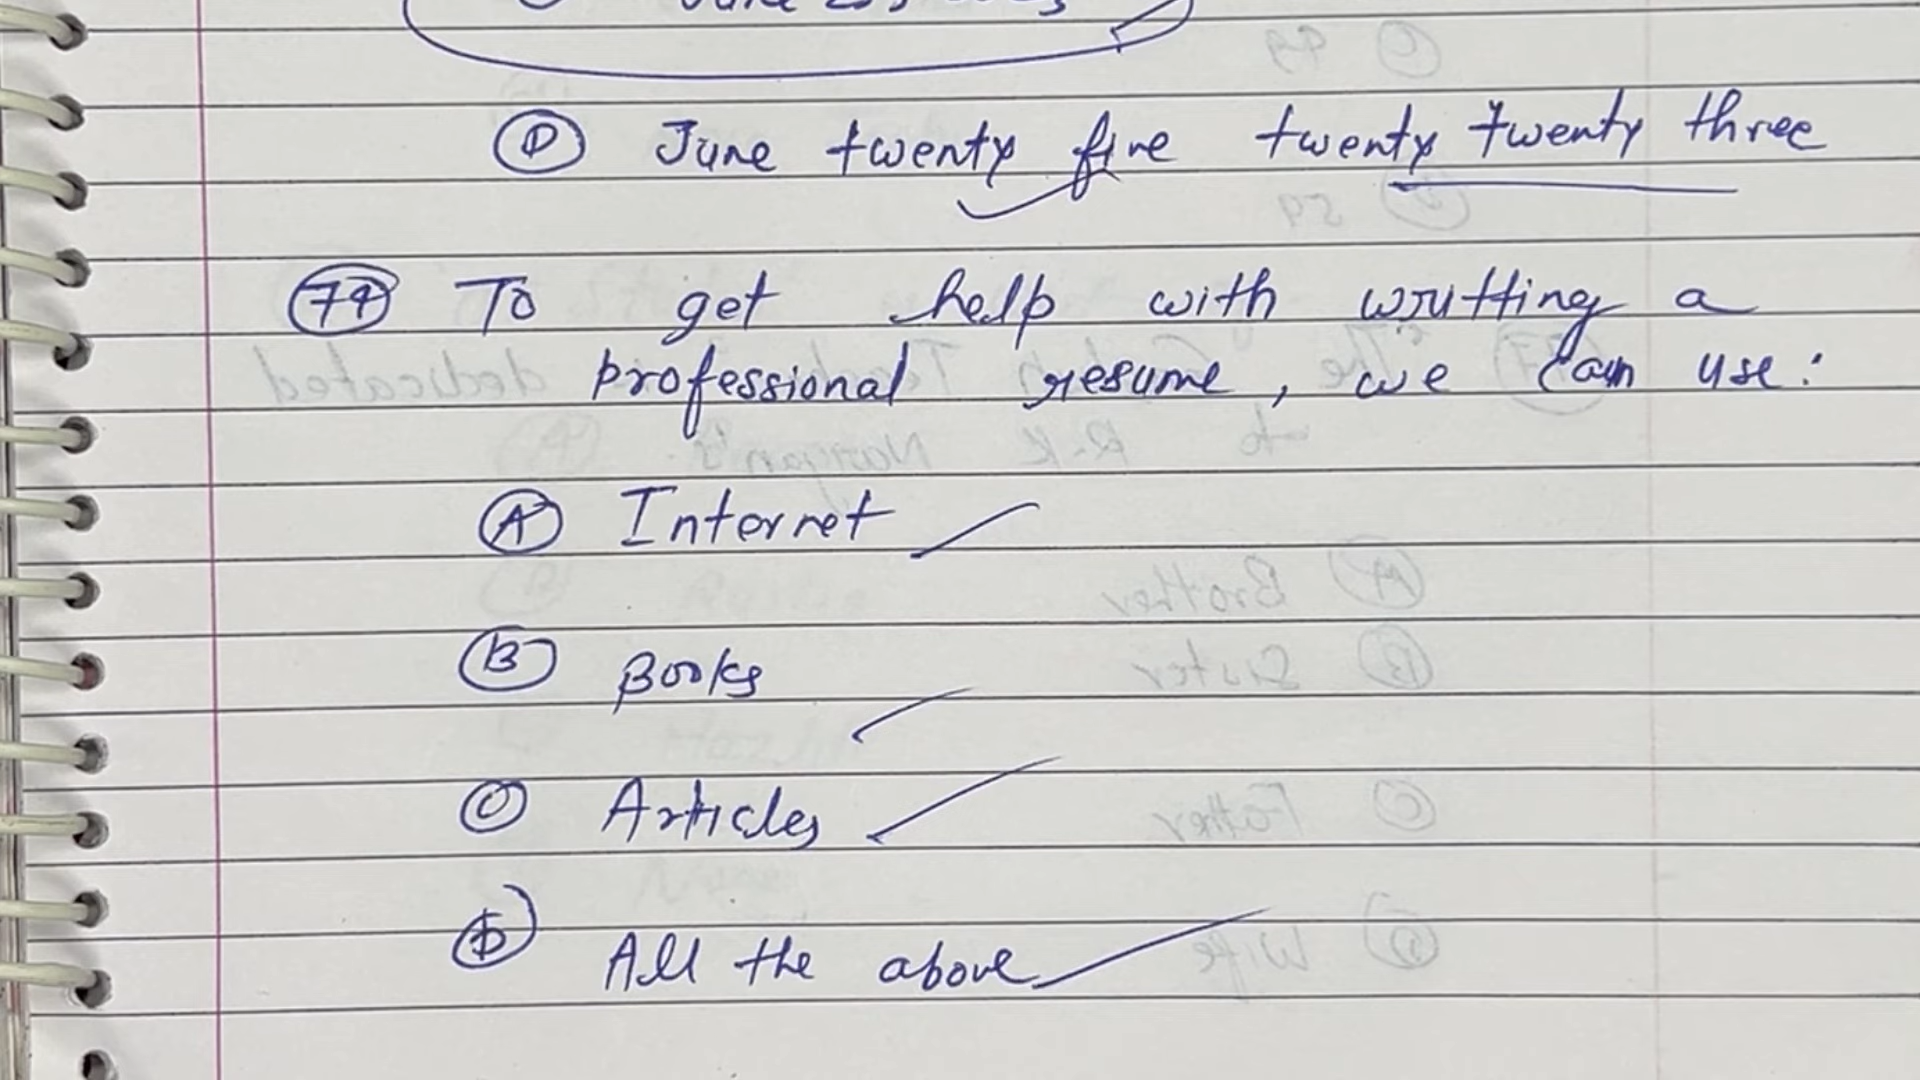 D June twenty five twenty twenty three
74 To get help with writting a
professional resume, we can use:
A Internet
B Books
C Articles
D All the above